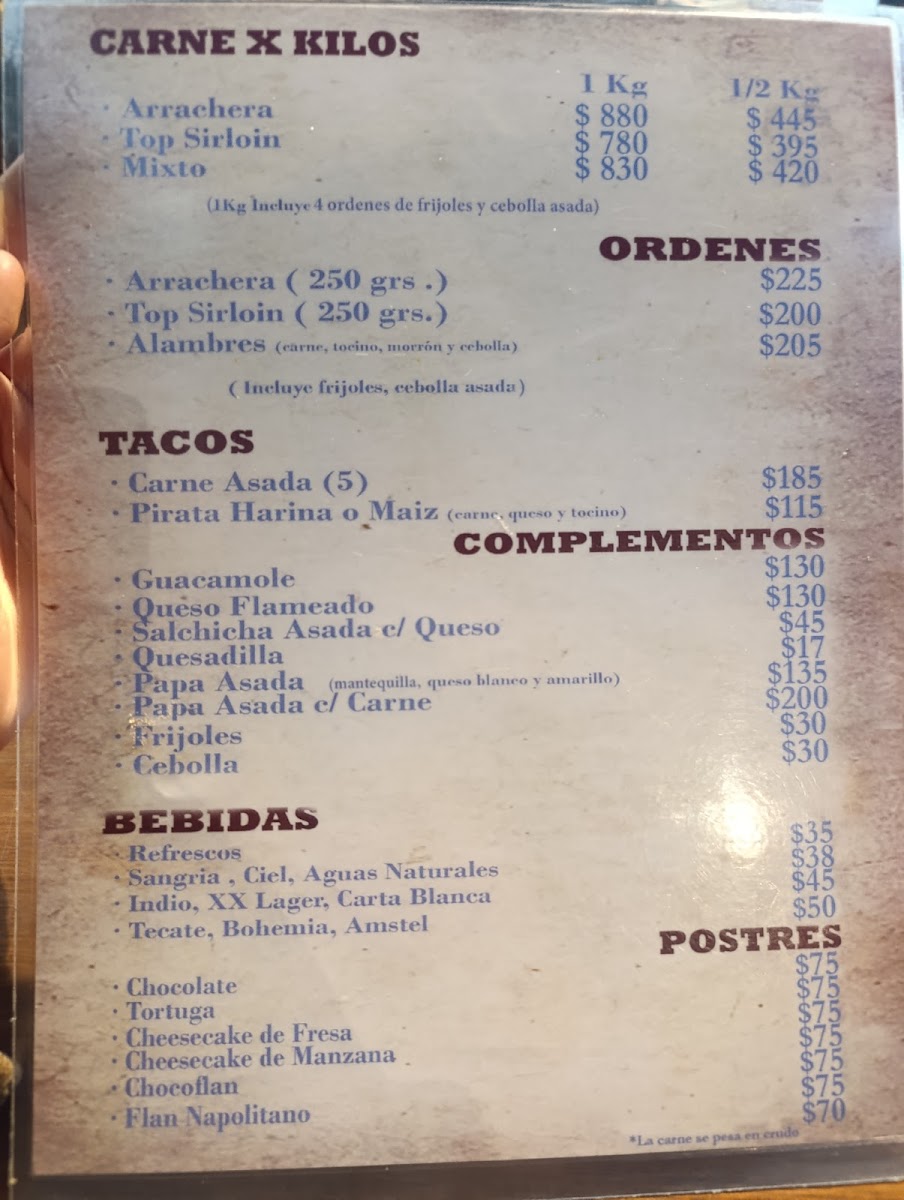 CARNE X KILOS
1 Kg 1/2 Kg
· Arrachera $ 880 $ 445
· Top Sirloin $ 780 $ 395
· Mixto $ 830 $ 420
(1Kg Incluye 4 ordenes de frijoles y cebolla asada)
ORDENES
· Arrachera ( 250 grs .) $225
· Top Sirloin ( 250 grs.) $200
· Alambres (carne, tocino, morrón y cebolla) $205
( Incluye frijoles, cebolla asada)
TACOS
· Carne Asada (5) $185
· Pirata Harina o Maiz (carne, queso y tocino) $115
COMPLEMENTOS
· Guacamole $130
· Queso Flameado $130
· Salchicha Asada c/ Queso $45
· Quesadilla $17
· Papa Asada (mantequilla, queso blanco y amarillo) $135
· Papa Asada c/ Carne $200
· Frijoles $30
· Cebolla $30
BEBIDAS
· Refrescos $35
· Sangria , Ciel, Aguas Naturales $38
· Indio, XX Lager, Carta Blanca $45
· Tecate, Bohemia, Amstel $50
POSTRES
$75
· Chocolate $75
· Tortuga $75
· Cheesecake de Fresa $75
· Cheesecake de Manzana $75
· Chocoflan $75
· Flan Napolitano $70
*La carne se pesa en crudo